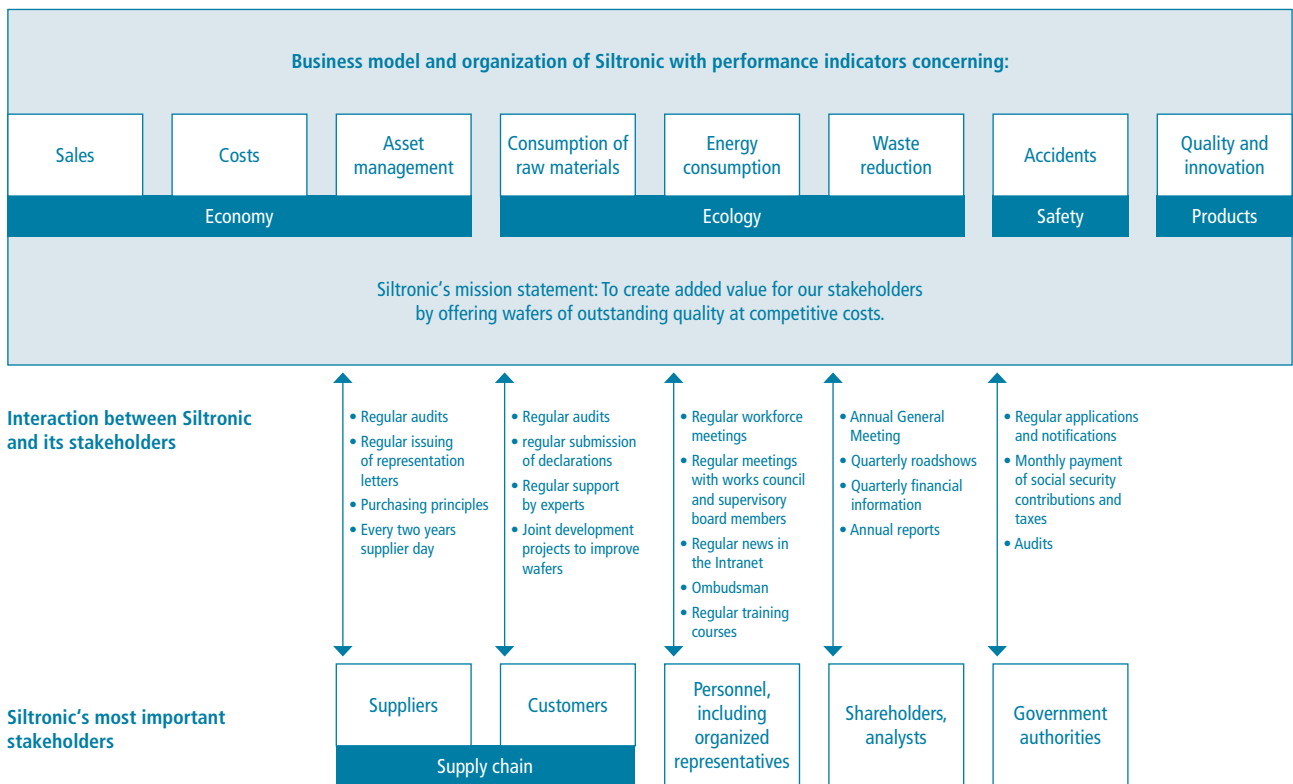 Business model and organization of Siltronic with performance indicators concerning:
Sales
Costs
Asset
management
Consumption of
raw materials
Energy
consumption
Waste
reduction
Accidents
Quality and
innovation
Economy
Ecology
Safety
Products
Siltronic's mission statement: To create added value for our stakeholders
by offering wafers of outstanding quality at competitive costs.
Interaction between Siltronic
and its stakeholders
• Regular audits
• Regular issuing
of representation
letters
• Purchasing principles
• Every two years
supplier day
• Regular audits
• regular submission
of declarations
• Regular support
by experts
• Joint development
projects to improve
wafers
• Regular workforce
meetings
• Regular meetings
with works council
and supervisory
board members
• Regular news in
the Intranet
• Ombudsman
• Regular training
courses
• Annual General
Meeting
• Quarterly roadshows
• Quarterly financial
information
• Annual reports
• Regular applications
and notifications
• Monthly payment
of social security
contributions and
taxes
• Audits
Siltronic's most important
stakeholders
Suppliers
Customers
Supply chain
Personnel,
including
organized
representatives
Shareholders,
analysts
Government
authorities